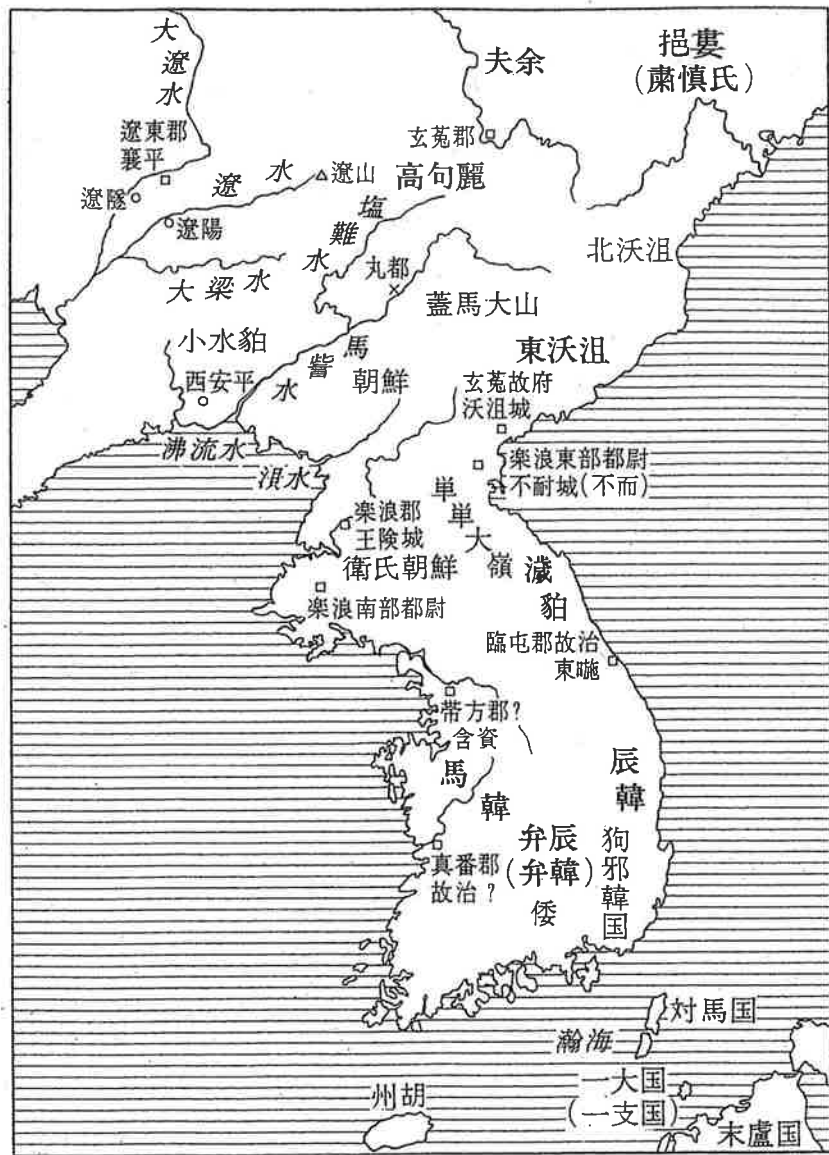 大遼水
夫余
挹婁
(粛慎氏)
遼東郡
襄平
玄菟郡
遼水
遼山
高句麗
遼隧
遼陽
塩難水
北沃沮
大梁水
丸都
蓋馬大山
小水貊
馬訾水
東沃沮
西安平
朝鮮
玄菟故府
沃沮城
沸流水
浿水
楽浪東部都尉
不耐城(不而)
単単大嶺
楽浪郡
王険城
衛氏朝鮮
濊貊
楽浪南部都尉
臨屯郡故治
東暆
帯方郡?
含資
馬韓
辰韓
弁辰
(弁韓)
狗邪韓国
真番郡
故治?
倭
対馬国
瀚海
一大国
(一支国)
州胡
末盧国